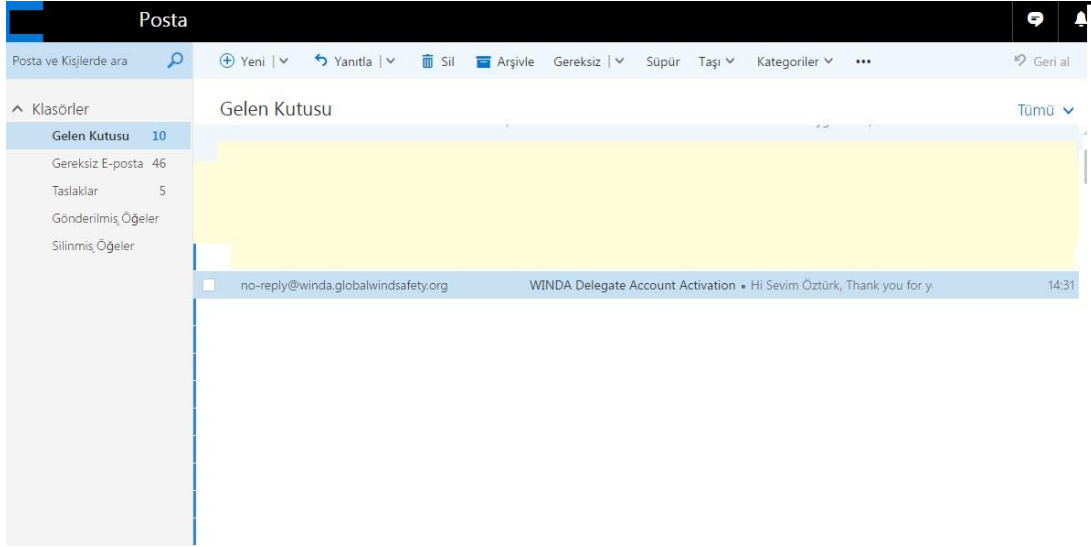 Posta
Posta ve Kişilerde ara
Yeni Yanıtla Sil Arşivle Gereksiz Süpür Taşı Kategoriler ••• Geri al
Klasörler
Gelen Kutusu 10
Gereksiz E-posta 46
Taslaklar 5
Gönderilmiş Öğeler
Silinmiş Öğeler
Gelen Kutusu Tümü
no-reply@winda.globalwindsafety.org WINDA Delegate Account Activation • Hi Sevim Öztürk, Thank you for y 14:31